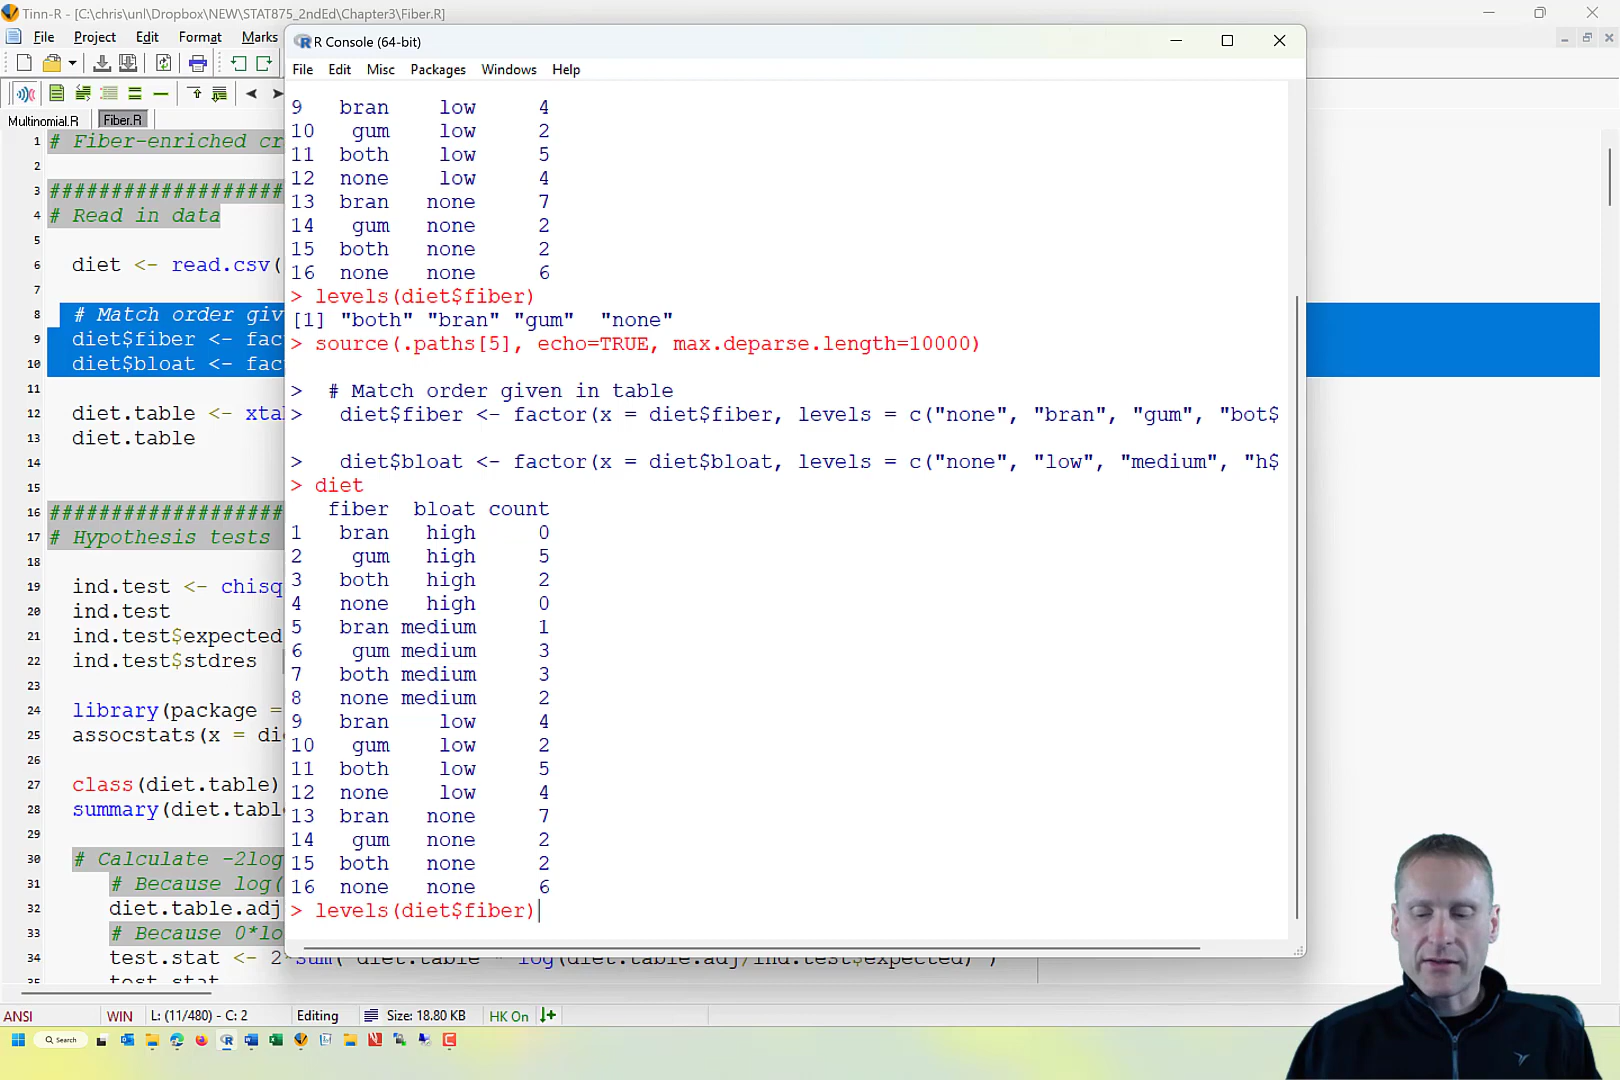 Tinn-R - [C:\chris\unl\Dropbox\NEW\STAT875_2ndEd\Chapter3\Fiber.R]
File Project Edit Format Marks
Multinomial.R Fiber.R
1 # Fiber-enriched cr
2
3 ###################
4 # Read in data
5
6 diet <- read.csv(
7
8 # Match order giv
9 diet$fiber <- fac
10 diet$bloat <- fac
11
12 diet.table <- xta
13 diet.table
14
15
16 ###################
17 # Hypothesis tests
18
19 ind.test <- chisq
20 ind.test
21 ind.test$expected
22 ind.test$stdres
23
24 library(package =
25 assocstats(x = di
26
27 class(diet.table)
28 summary(diet.tabl
29
30 # Calculate -2log
31 # Because log(
32 diet.table.adj
33 # Because 0*lo
34 test.stat <- 2*sum( diet.table * log(diet.table.adj/ind.test$expected) )
test.stat
R Console (64-bit)
File Edit Misc Packages Windows Help
9 bran low 4
10 gum low 2
11 both low 5
12 none low 4
13 bran none 7
14 gum none 2
15 both none 2
16 none none 6
> levels(diet$fiber)
[1] "both" "bran" "gum" "none"
> source(.paths[5], echo=TRUE, max.deparse.length=10000)
> # Match order given in table
> diet$fiber <- factor(x = diet$fiber, levels = c("none", "bran", "gum", "bot$
> diet$bloat <- factor(x = diet$bloat, levels = c("none", "low", "medium", "h$
> diet
fiber bloat count
1 bran high 0
2 gum high 5
3 both high 2
4 none high 0
5 bran medium 1
6 gum medium 3
7 both medium 3
8 none medium 2
9 bran low 4
10 gum low 2
11 both low 5
12 none low 4
13 bran none 7
14 gum none 2
15 both none 2
16 none none 6
> levels(diet$fiber)
ANSI WIN L: (11/480) - C: 2 Editing Size: 18.80 KB HK On
Search